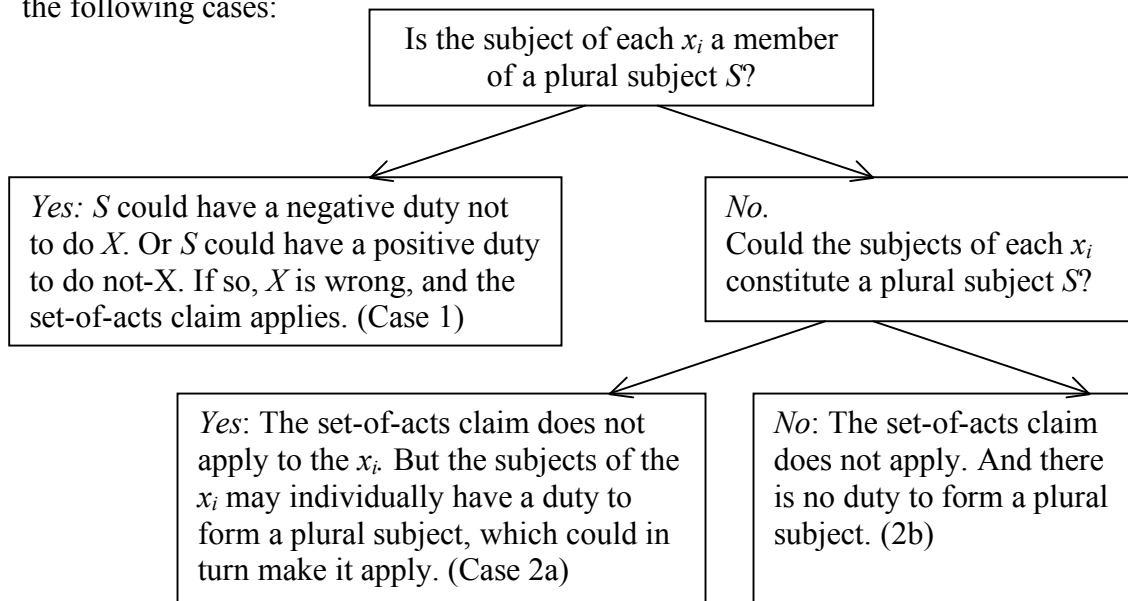 the following cases:
Is the subject of each xi a member
of a plural subject S?
Yes: S could have a negative duty not
to do X. Or S could have a positive duty
to do not-X. If so, X is wrong, and the
set-of-acts claim applies. (Case 1)
No.
Could the subjects of each xi
constitute a plural subject S?
Yes: The set-of-acts claim does not
apply to the xi. But the subjects of the
xi may individually have a duty to
form a plural subject, which could in
turn make it apply. (Case 2a)
No: The set-of-acts claim
does not apply. And there
is no duty to form a plural
subject. (2b)